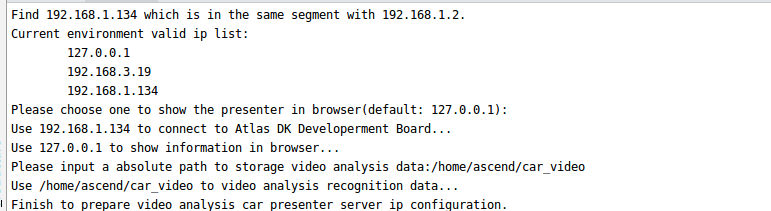 Find 192.168.1.134 which is in the same segment with 192.168.1.2.
Current environment valid ip list:
127.0.0.1
192.168.3.19
192.168.1.134
Please choose one to show the presenter in browser(default: 127.0.0.1):
Use 192.168.1.134 to connect to Atlas DK Developerment Board...
Use 127.0.0.1 to show information in browser...
Please input a absolute path to storage video analysis data:/home/ascend/car_video
Use /home/ascend/car_video to video analysis recognition data...
Finish to prepare video analysis car presenter server ip configuration.